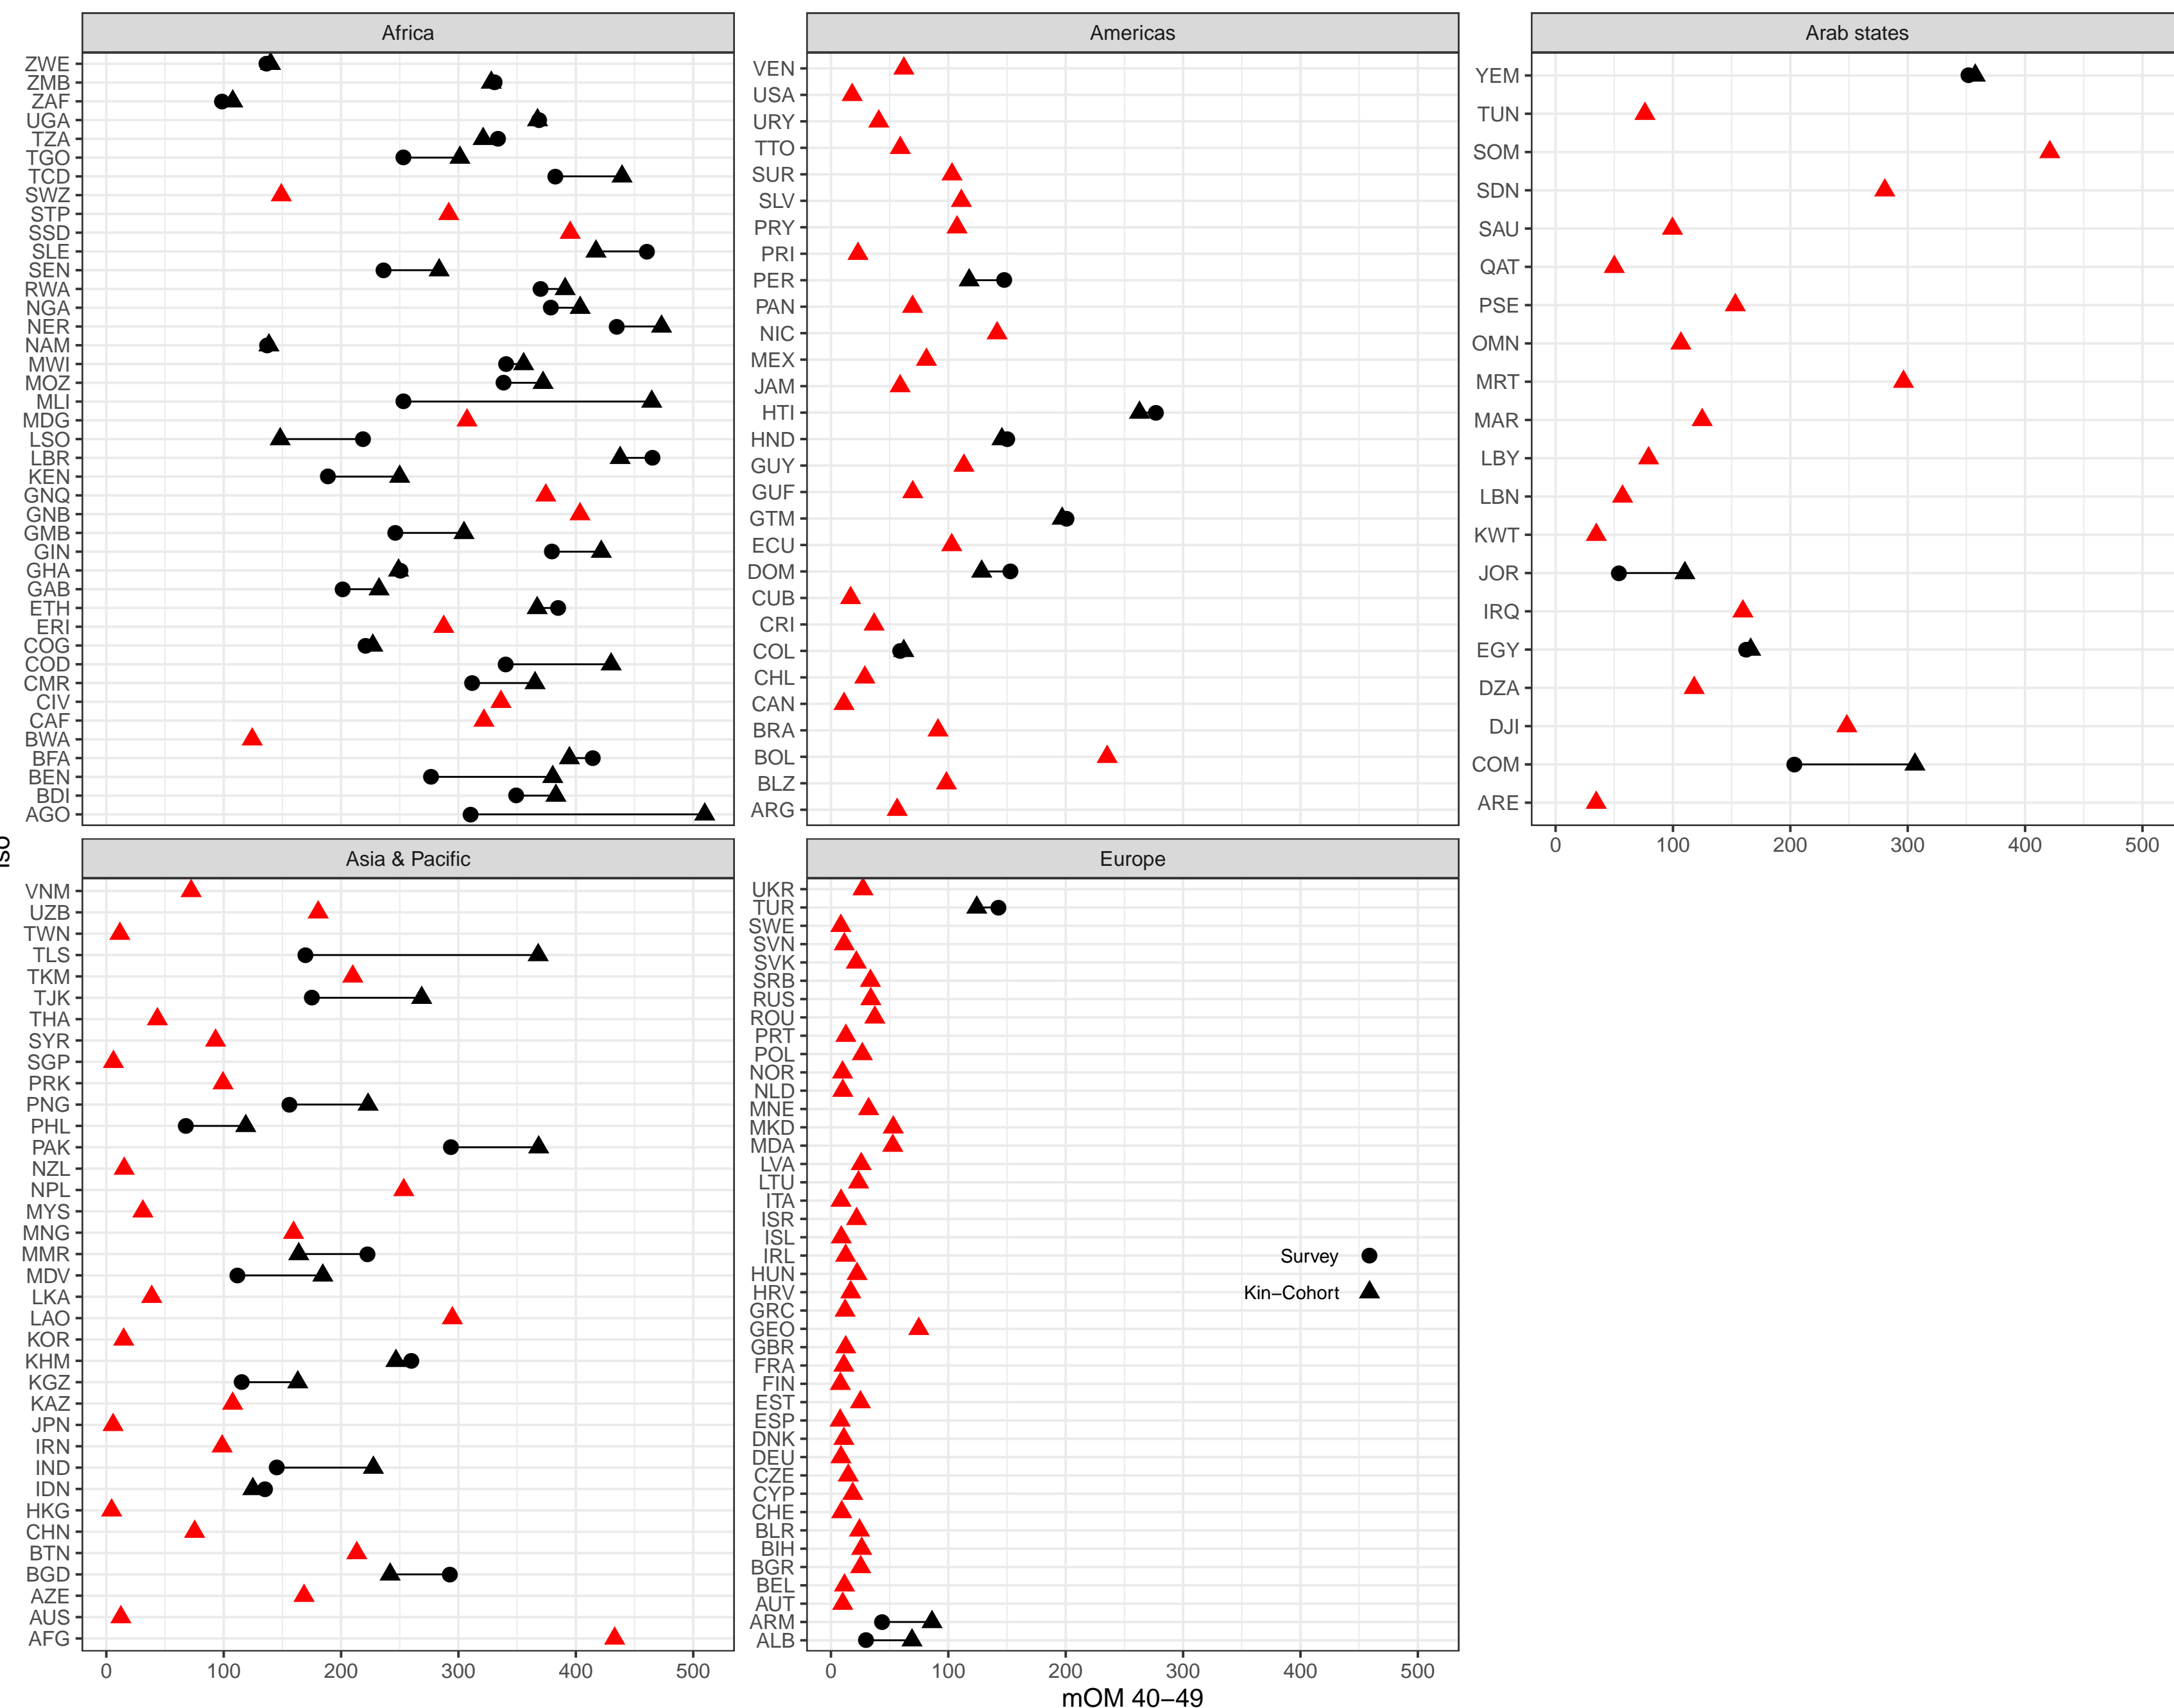 Africa
ZWE
ZMB
ZAF
UGA
TZA
TGO
TCD
SWZ
STP
SSD
SLE
SEN
RWA
NGA
NER
NAM
MWI
MOZ
MLI
MDG
LSO
LBR
KEN
GNQ
GNB
GMB
GIN
GHA
GAB
ETH
ERI
COG
COD
CMR
CIV
CAF
BWA
BFA
BEN
BDI
AGO
Americas
VEN
USA
URY
TTO
SUR
SLV
PRY
PRI
PER
PAN
NIC
MEX
JAM
HTI
HND
GUY
GUF
GTM
ECU
DOM
CUB
CRI
COL
CHL
CAN
BRA
BOL
BLZ
ARG
Arab states
YEM
TUN
SOM
SDN
SAU
QAT
PSE
OMN
MRT
MAR
LBY
LBN
KWT
JOR
IRQ
EGY
DZA
DJI
COM
ARE
0 100 200 300 400 500
iso
Asia & Pacific
VNM
UZB
TWN
TLS
TKM
TJK
THA
SYR
SGP
PRK
PNG
PHL
PAK
NZL
NPL
MYS
MNG
MMR
MDV
LKA
LAO
KOR
KHM
KGZ
KAZ
JPN
IRN
IND
IDN
HKG
CHN
BTN
BGD
AZE
AUS
AFG
0 100 200 300 400 500
Europe
UKR
TUR
SWE
SVN
SVK
SRB
RUS
ROU
PRT
POL
NOR
NLD
MNE
MKD
MDA
LVA
LTU
ITA
ISR
ISL
IRL
HUN
HRV
GRC
GEO
GBR
FRA
FIN
EST
ESP
DNK
DEU
CZE
CYP
CHE
BLR
BIH
BGR
BEL
AUT
ARM
ALB
Survey
Kin−Cohort
0 100 200 300 400 500
mOM 40−49